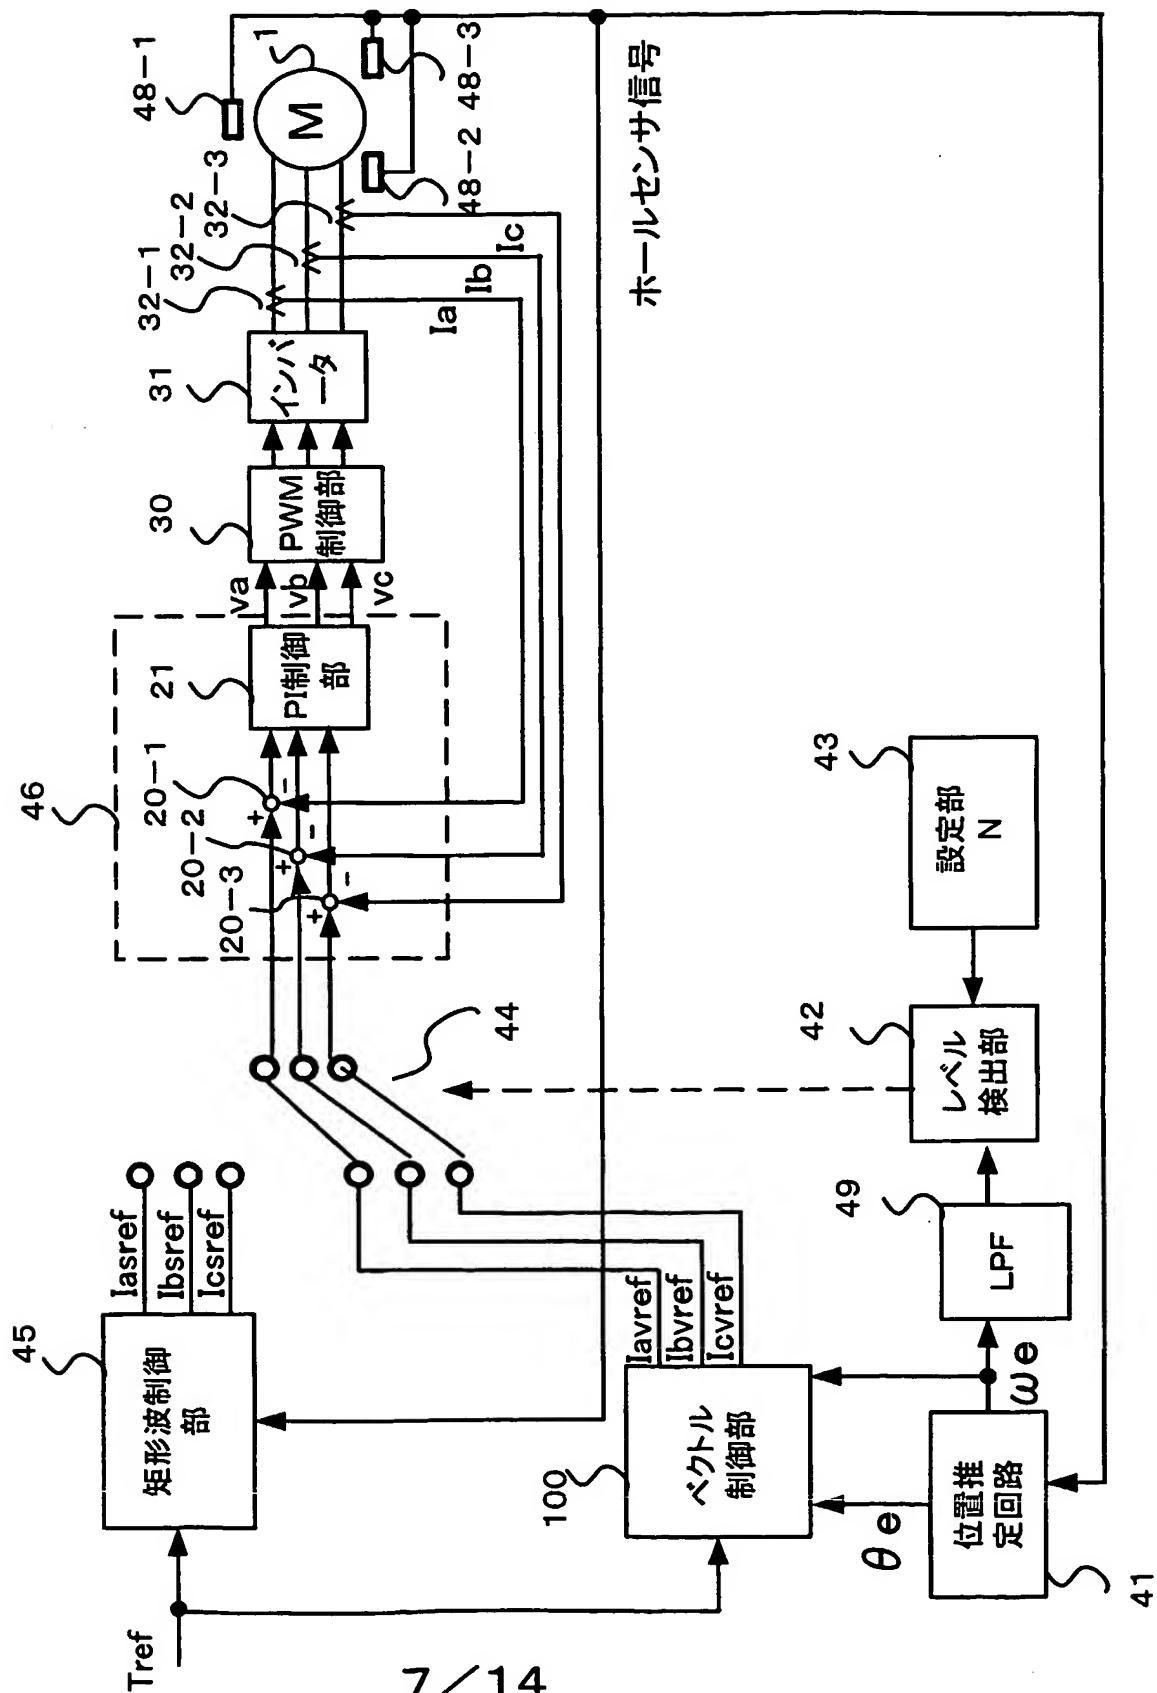 Tref
45
矩形波制御
部
Iasref
Ibsref
Icsref
44
46
20-1
20-2
20-3
+
-
+
-
+
-
21
PI制御
部
va
vb
vc
30
PWM
制御部
31
インバ
ータ
32-1
32-2
32-3
Ia
Ib
Ic
M
1
48-1
48-2
48-3
ホールセンサ信号
100
ベクトル
制御部
Iavref
Ibvref
Icvref
θe
ωe
41
位置推
定回路
49
LPF
42
レベル
検出部
43
設定部
N
7/14